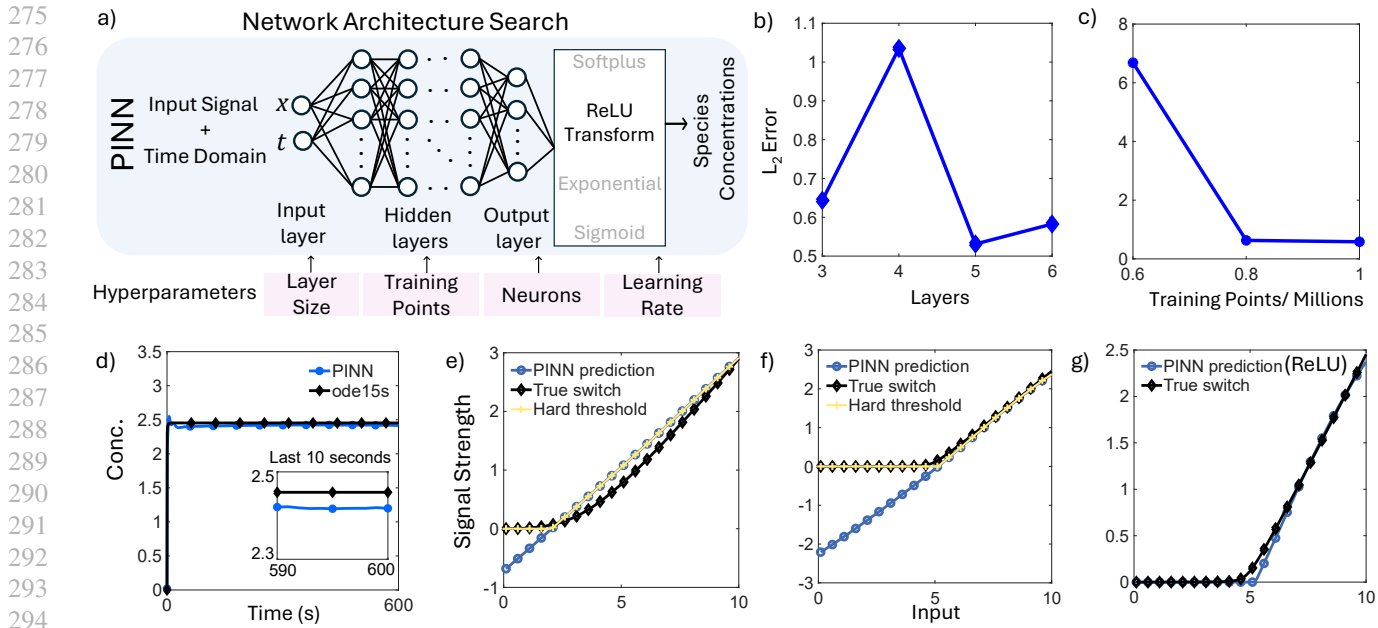 275
276
277
278
279
280
281
282
283
284
285
286
287
288
289
290
291
292
293
294
a) Network Architecture Search
PINN
Input Signal
+
Time Domain
x
t
Input
layer
Hidden
layers
Output
layer
Softplus
ReLU
Transform
Exponential
Sigmoid
Species
Concentrations
Hyperparameters
Layer
Size
Training
Points
Neurons
Learning
Rate
b)
1.1
1
0.9
0.8
0.7
0.6
0.5
3 4 5 6
L2 Error
Layers
c)
8
6
4
2
0
0.6 0.8 1
Training Points/ Millions
d)
3.5
3
2.5
2
1.5
1
0.5
0
0 600
Conc.
Time (s)
PINN
ode15s
Last 10 seconds
2.5
2.3
590 600
e)
3
2
1
0
-1
0 5 10
Signal Strength
PINN prediction
True switch
Hard threshold
f)
3
2
1
0
-1
-2
-3
0 5 10
Input
PINN prediction
True switch
Hard threshold
g)
2.5
2
1.5
1
0.5
0
0 5 10
PINN prediction (ReLU)
True switch